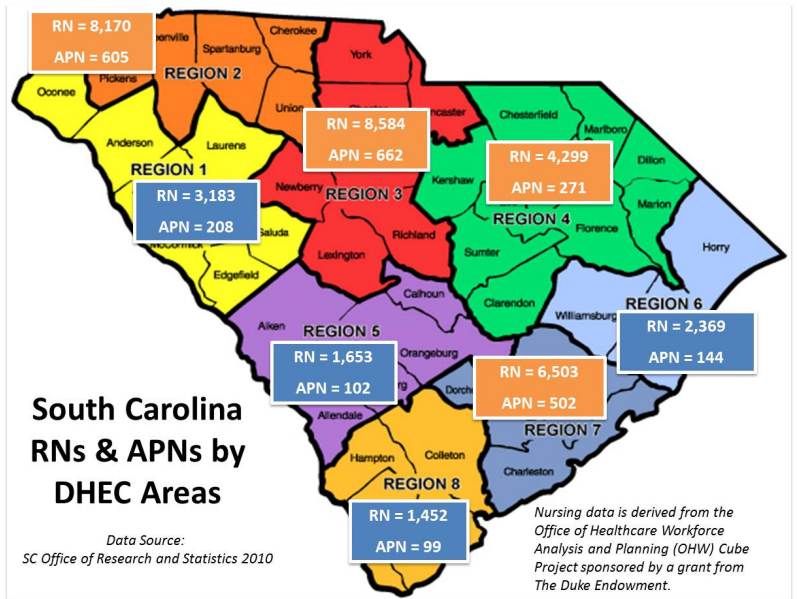 RN = 8,170
APN = 605
Cherokee
Spartanburg
York
REGION 2
Pickens
Oconee
Union
Chesterfield
Anderson
Laurens
RN = 8,584
APN = 662
Marlboro
RN = 4,299
APN = 271
Dillon
REGION 1
Kershaw
Newberry
REGION 3
RN = 3,183
APN = 208
Marion
REGION 4
Florence
Saluda
Richland
Horry
McCormick
Lexington
Sumter
Edgefield
Calhoun
Clarendon
REGION 6
Williamsburg
Aiken
REGION 5
RN = 2,369
APN = 144
Orangeburg
RN = 1,653
APN = 102
RN = 6,503
APN = 502
Allendale
REGION 7
South Carolina
RNs & APNs by
DHEC Areas
Hampton
Colleton
Charleston
REGION 8
RN = 1,452
APN = 99
Data Source:
SC Office of Research and Statistics 2010
Nursing data is derived from the
Office of Healthcare Workforce
Analysis and Planning (OHW) Cube
Project sponsored by a grant from
The Duke Endowment.